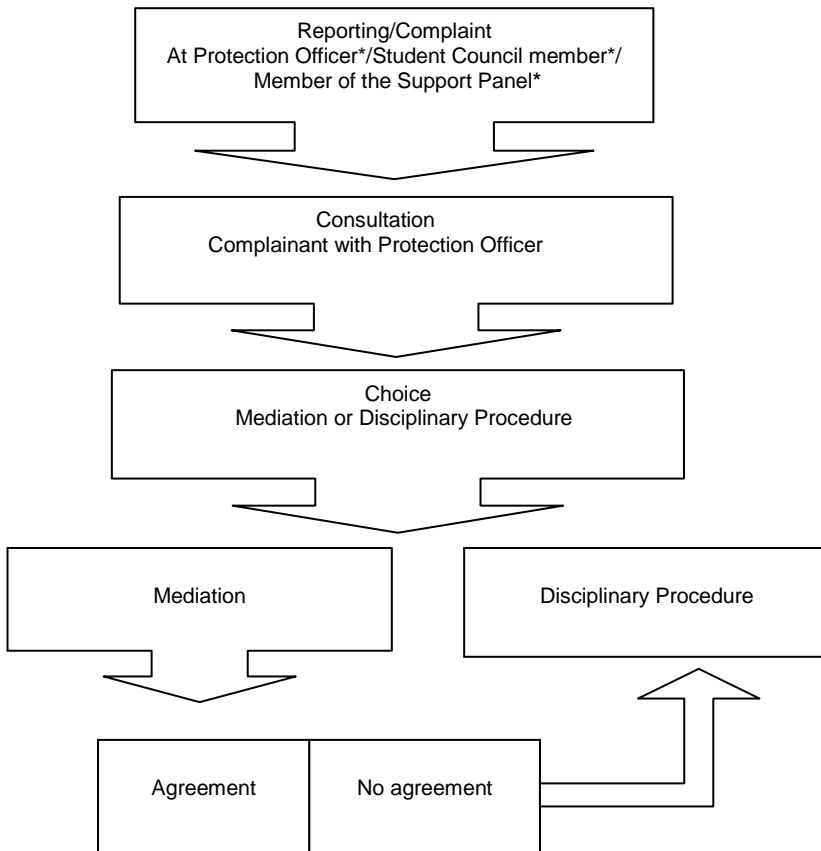 Reporting/Complaint
At Protection Officer*/Student Council member*/
Member of the Support Panel*
Consultation
Complainant with Protection Officer
Choice
Mediation or Disciplinary Procedure
Mediation
Disciplinary Procedure
Agreement
No agreement